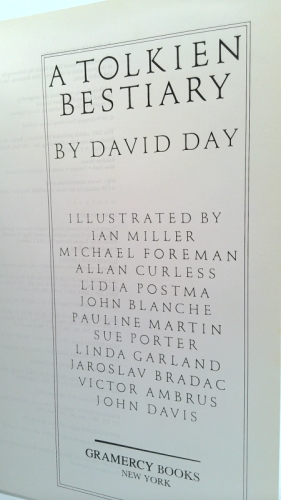 A TOLKIEN
BESTIARY
BY DAVID DAY
ILLUSTRATED BY
IAN MILLER
MICHAEL FOREMAN
ALLAN CURLESS
LIDIA POSTMA
JOHN BLANCHE
PAULINE MARTIN
SUE PORTER
LINDA GARLAND
JAROSLAV BRADAC
VICTOR AMBRUS
JOHN DAVIS
GRAMERCY BOOKS
NEW YORK